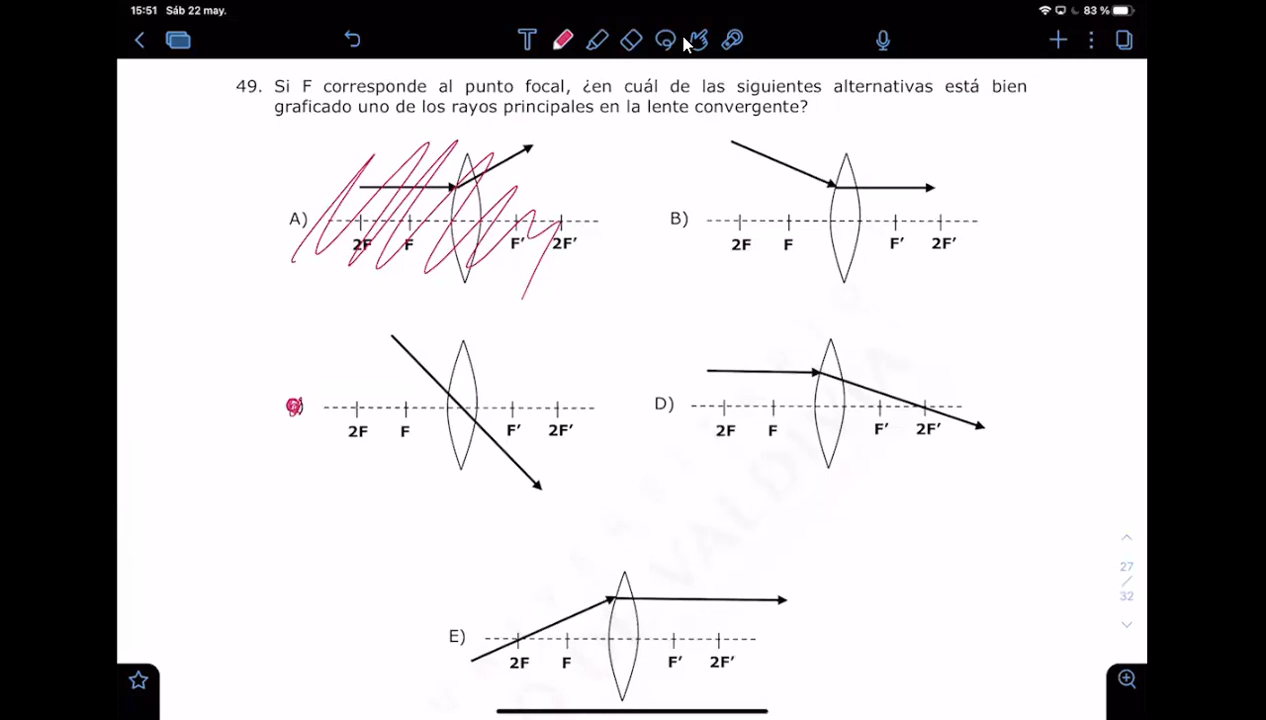 15:51 Sáb 22 may.
83 %
49. Si F corresponde al punto focal, ¿en cuál de las siguientes alternativas está bien
graficado uno de los rayos principales en la lente convergente?
A)
2F F F' 2F'
B)
2F F F' 2F'
2F F F' 2F'
D)
2F F F' 2F'
E)
2F F F' 2F'
27
/
32
VALDIVIA